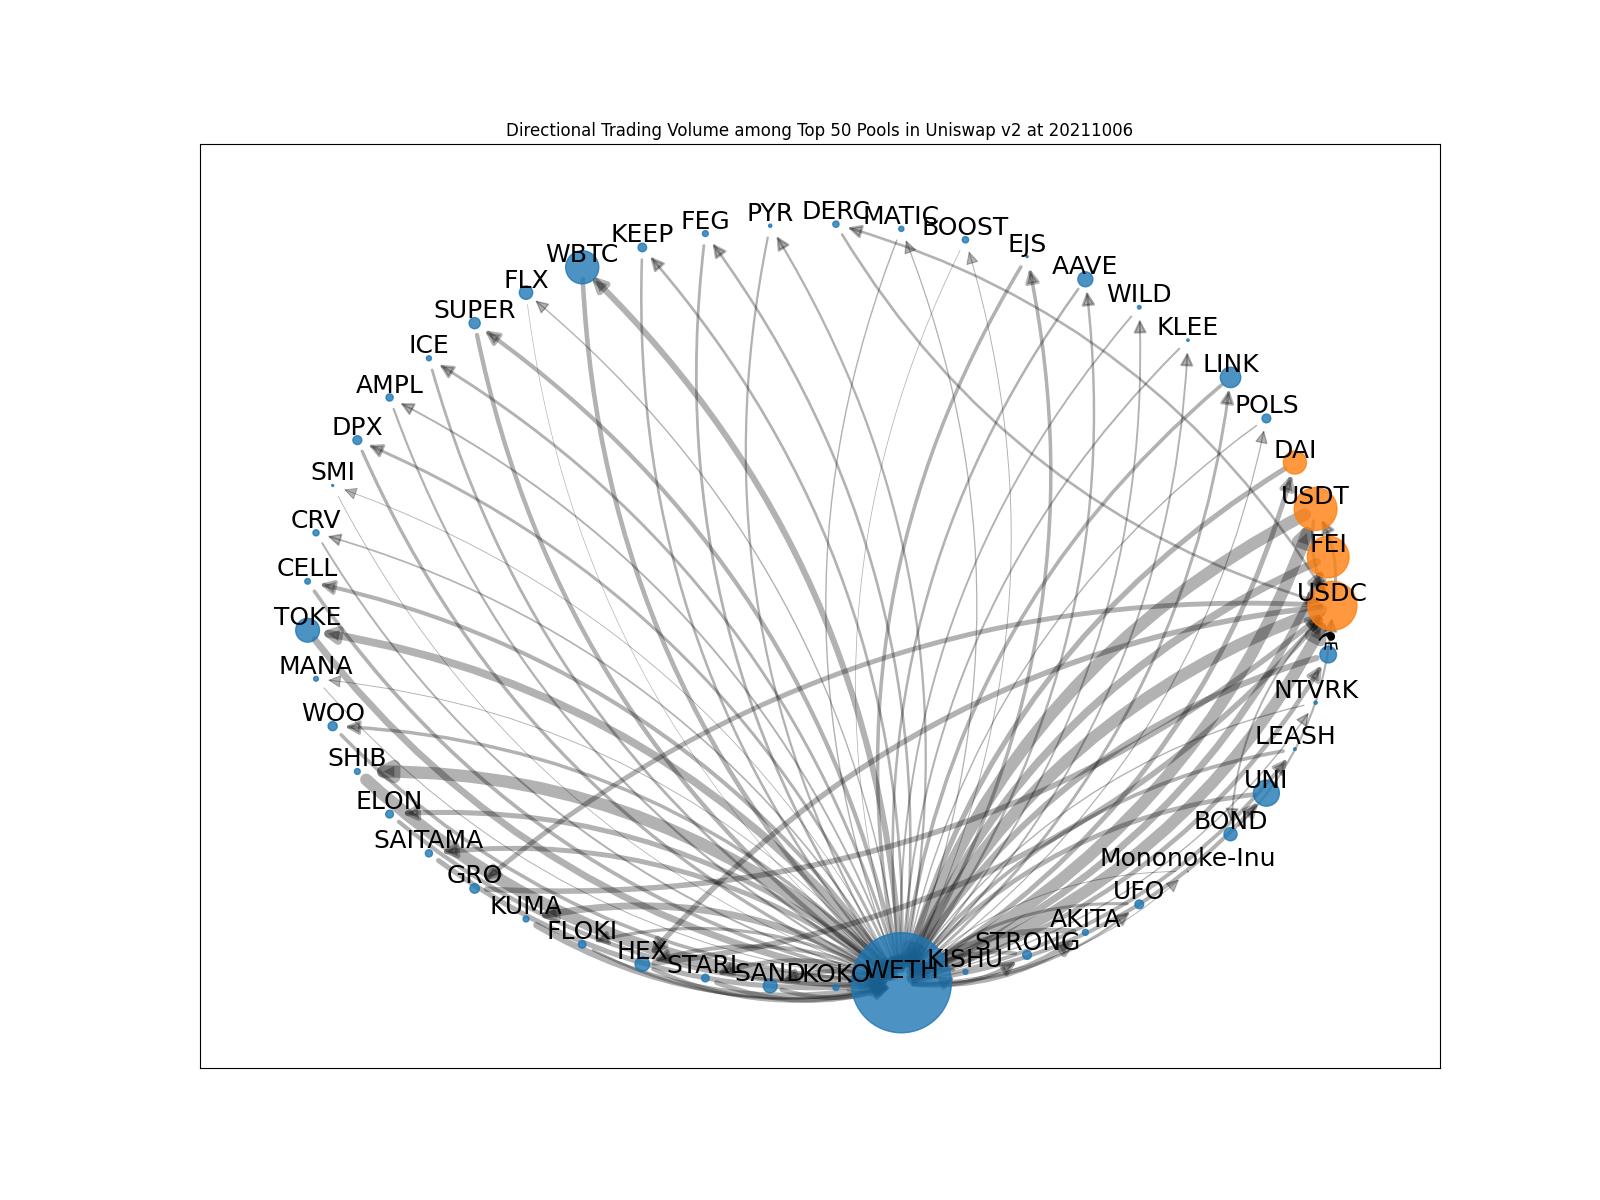 Directional Trading Volume among Top 50 Pools in Uniswap v2 at 20211006
DERC
MATIC
PYR
FEG
BOOST
KEEP
EJS
WBTC
AAVE
FLX
WILD
SUPER
KLEE
ICE
LINK
AMPL
POLS
DPX
DAI
SMI
USDT
CRV
FEI
CELL
USDC
TOKE
⚗
MANA
NTVRK
WOO
LEASH
SHIB
UNI
ELON
BOND
SAITAMA
Mononoke-Inu
GRO
UFO
KUMA
AKITA
FLOKI
STRONG
HEX
KISHU
STARL
WETH
SAND
KOKO